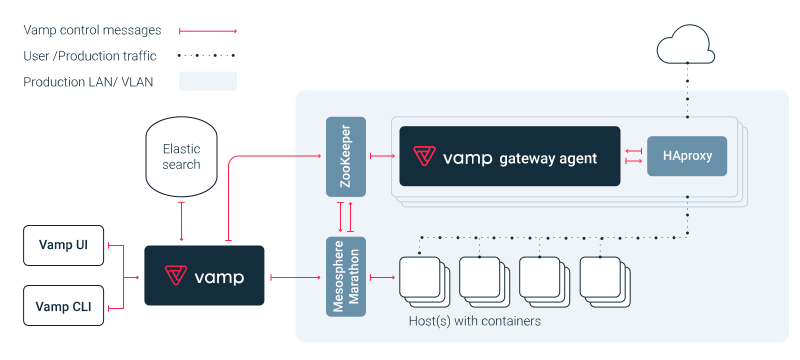 Vamp control messages
User /Production traffic
Production LAN/ VLAN
Elastic
search
ZooKeeper
vamp gateway agent
HAproxy
Vamp UI
Vamp CLI
vamp
Mesosphere
Marathon
Host(s) with containers